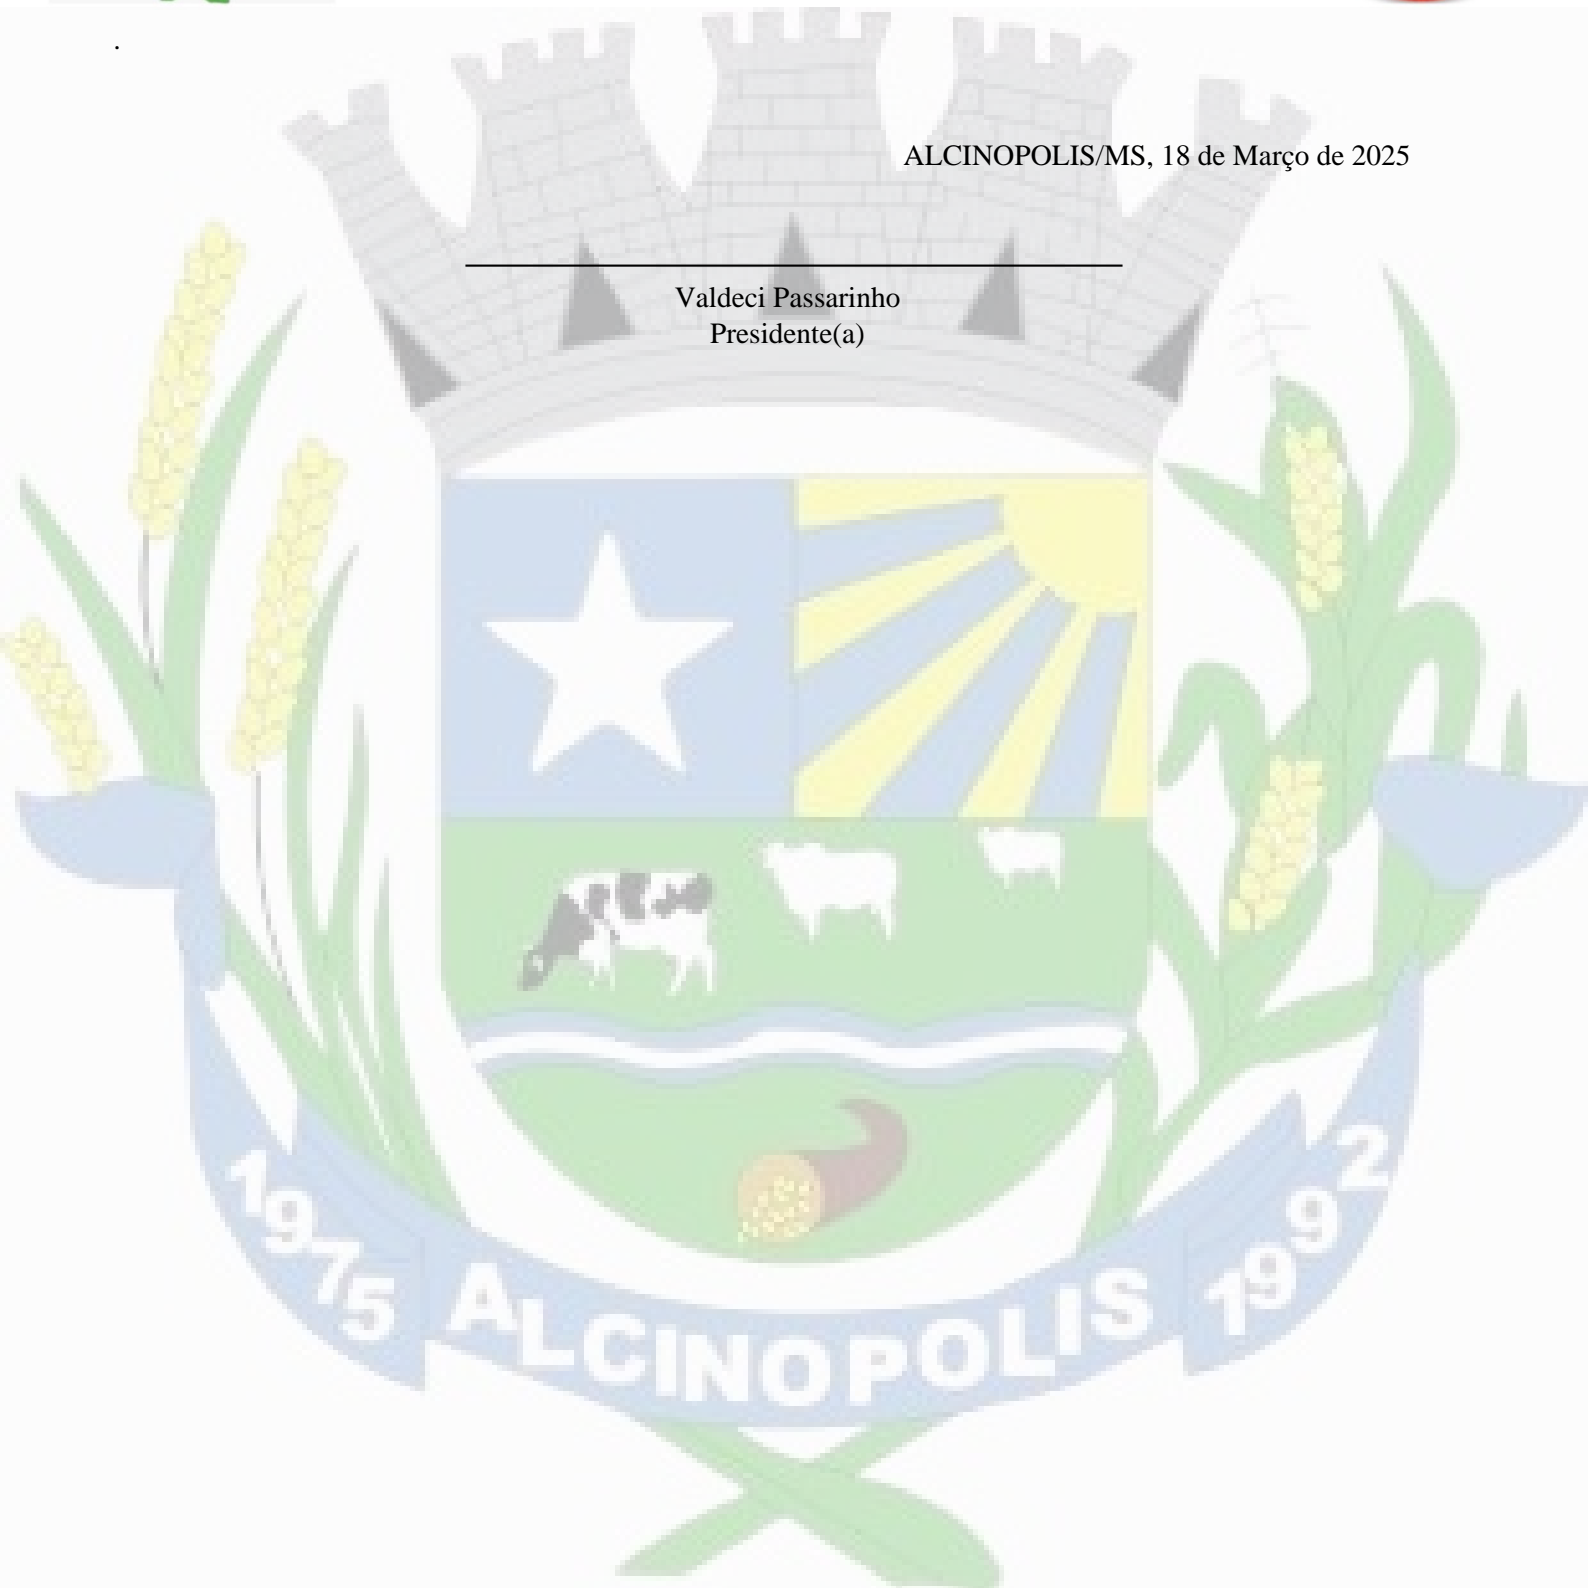 .
ALCINOPOLIS/MS, 18 de Março de 2025
Valdeci Passarinho
Presidente(a)
1975 ALCINOPOLIS 1992